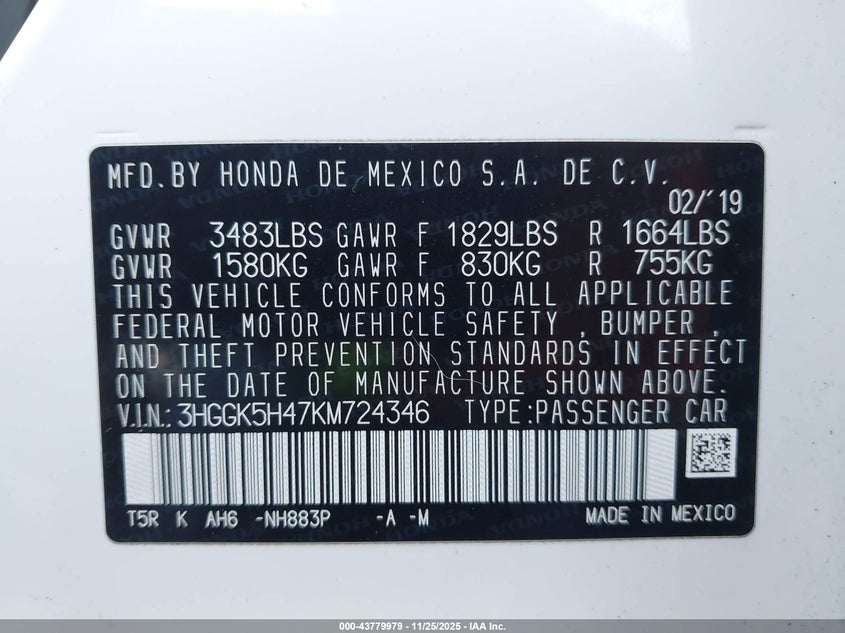 MFD.BY HONDA DE MEXICO S.A. DE C.V.
02/'19
GVWR 3483LBS GAWR F 1829LBS R 1664LBS
GVWR 1580KG GAWR F 830KG R 755KG
THIS VEHICLE CONFORMS TO ALL APPLICABLE
FEDERAL MOTOR VEHICLE SAFETY , BUMPER ,
AND THEFT PREVENTION STANDARDS IN EFFECT
ON THE DATE OF MANUFACTURE SHOWN ABOVE.
V.I.N.: 3HGGK5H47KM724346 TYPE:PASSENGER CAR
T5R K AH6 -NH883P -A -M MADE IN MEXICO
000-43779979 - 11/25/2025 - IAA Inc.